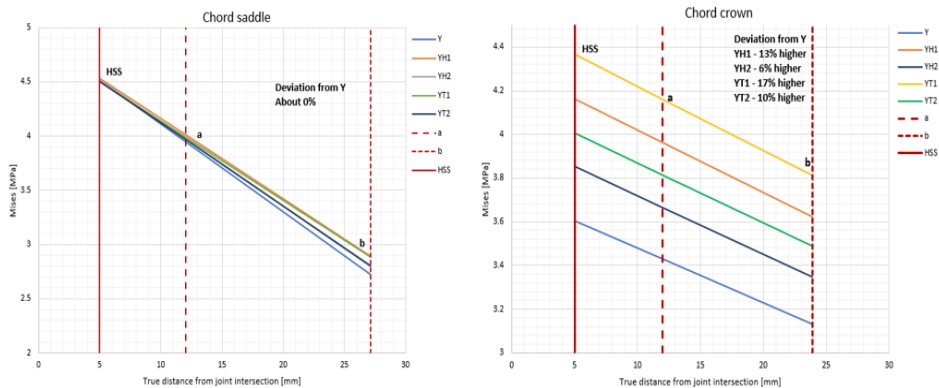 Chord saddle
5
4.5
4
3.5
3
2.5
2
Mises [MPa]
HSS
a
b
Deviation from Y
About 0%
0
5
10
15
20
25
30
True distance from joint intersection [mm]
Y
YH1
YH2
YT1
YT2
a
b
HSS
Chord crown
4.4
4.2
4
3.8
3.6
3.4
3.2
3
Mises [MPa]
HSS
a
b
Deviation from Y
YH1 - 13% higher
YH2 - 6% higher
YT1 - 17% higher
YT2 - 10% higher
0
5
10
15
20
25
30
True distance from joint intersection [mm]
Y
YH1
YH2
YT1
YT2
a
b
HSS